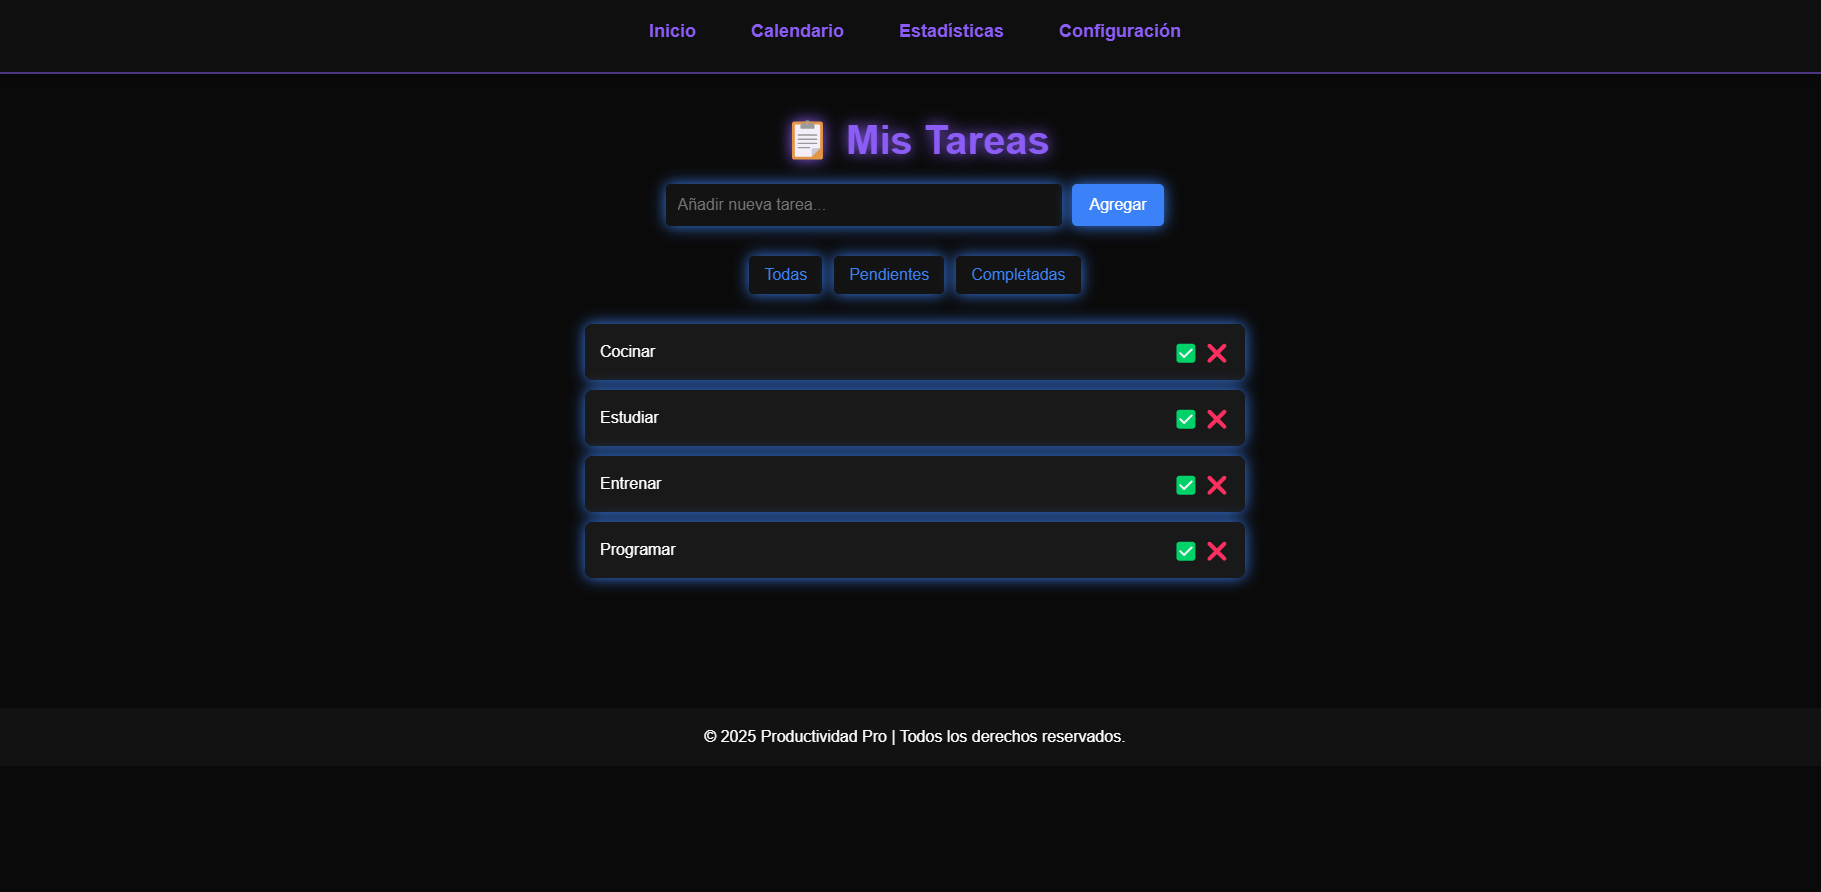 Inicio Calendario Estadísticas Configuración
📋 Mis Tareas
Añadir nueva tarea... Agregar
Todas Pendientes Completadas
Cocinar ✅ ❌
Estudiar ✅ ❌
Entrenar ✅ ❌
Programar ✅ ❌
© 2025 Productividad Pro | Todos los derechos reservados.